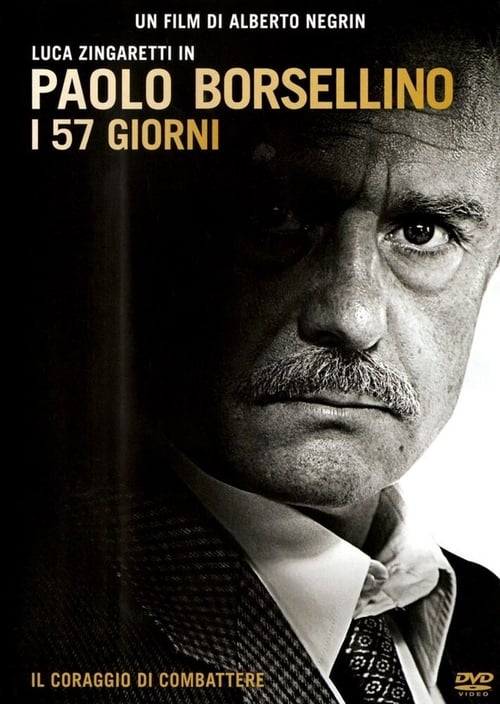 UN FILM DI ALBERTO NEGRIN
LUCA ZINGARETTI IN
PAOLO BORSELLINO
I 57 GIORNI
IL CORAGGIO DI COMBATTERE
DVD
VIDEO